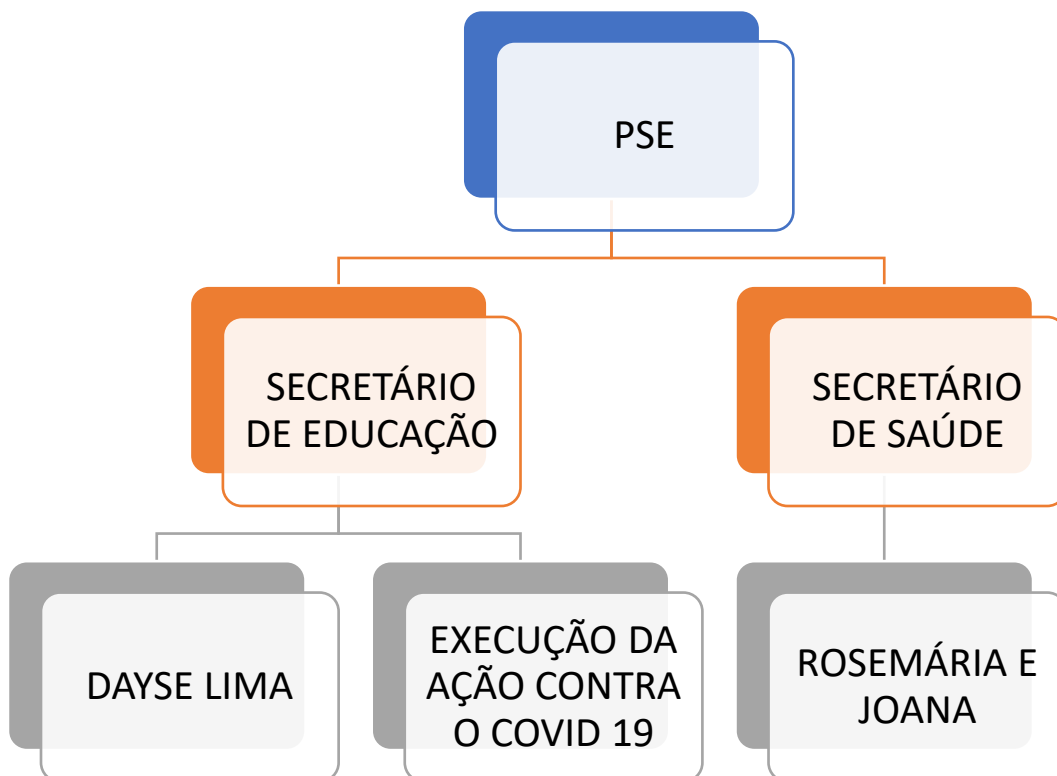 PSE
SECRETÁRIO
DE EDUCAÇÃO
SECRETÁRIO
DE SAÚDE
DAYSE LIMA
EXECUÇÃO DA
AÇÃO CONTRA
O COVID 19
ROSEMÁRIA E
JOANA